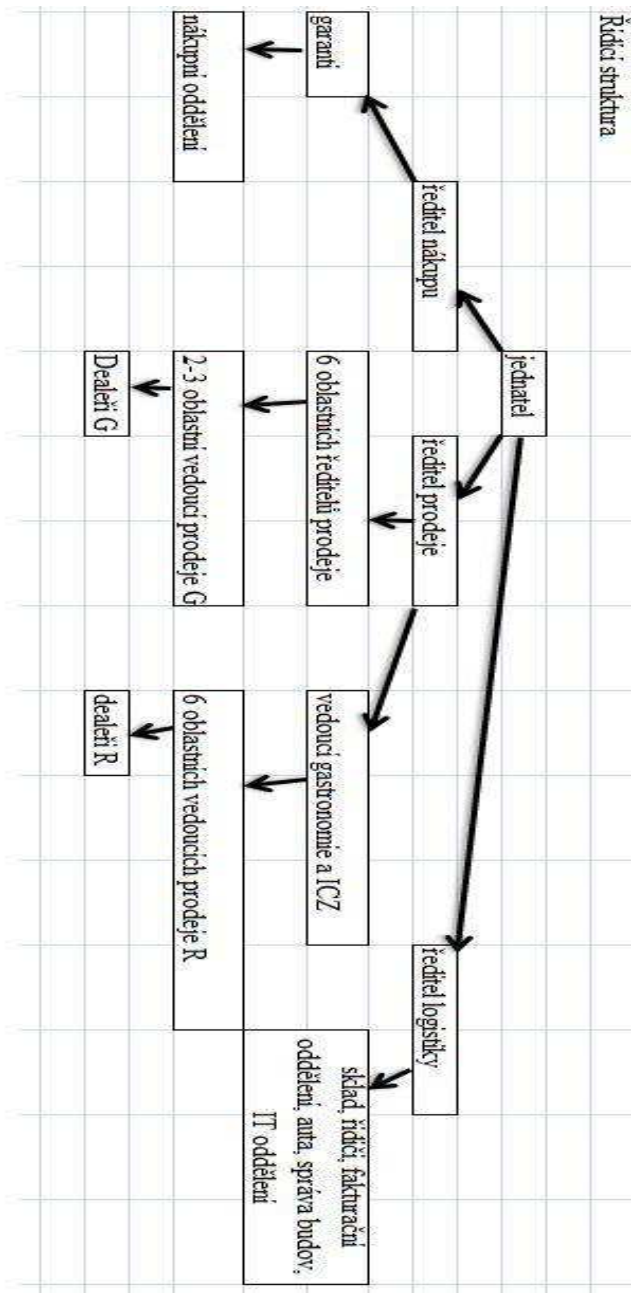 Řídící struktura
jednatel
ředitel nákupu
ředitel prodeje
ředitel logistiky
garanti
6 oblastních ředitelů prodeje
vedoucí gastronomie a ICZ
sklad, řidiči, fakturační
oddělení, auta, správa budov,
IT oddělení
nákupní oddělení
2-3 oblastní vedoucí prodeje G
6 oblastních vedoucích prodeje R
Dealeři G
dealeři R